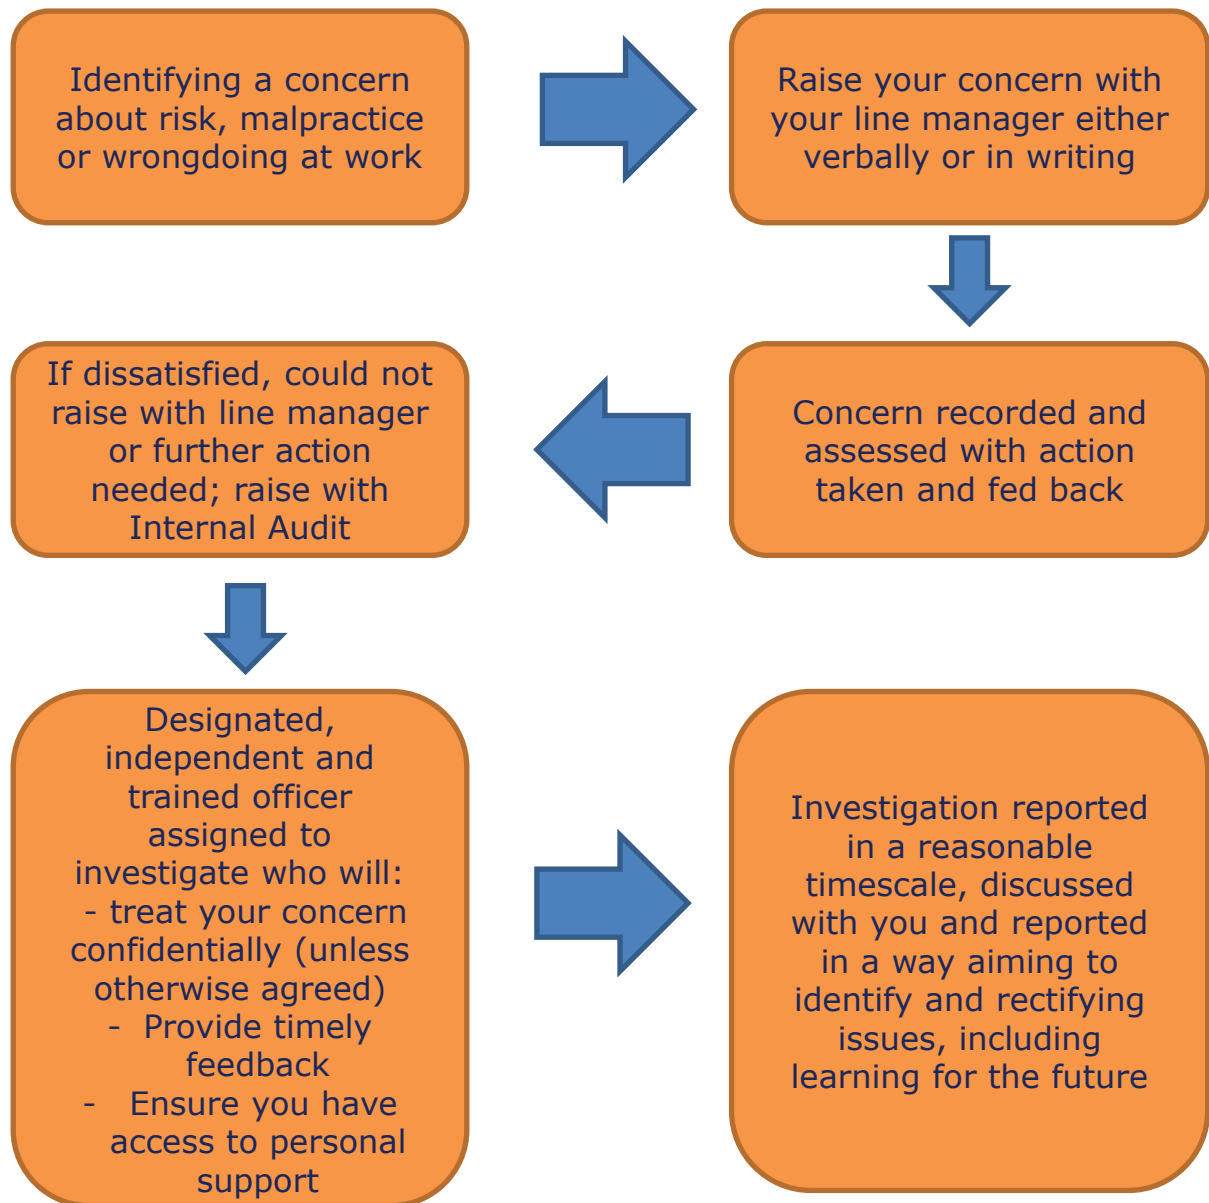 Identifying a concern
about risk, malpractice
or wrongdoing at work
Raise your concern with
your line manager either
verbally or in writing
Concern recorded and
assessed with action
taken and fed back
If dissatisfied, could not
raise with line manager
or further action
needed; raise with
Internal Audit
Designated,
independent and
trained officer
assigned to
investigate who will:
- treat your concern
confidentially (unless
otherwise agreed)
- Provide timely
feedback
- Ensure you have
access to personal
support
Investigation reported
in a reasonable
timescale, discussed
with you and reported
in a way aiming to
identify and rectifying
issues, including
learning for the future